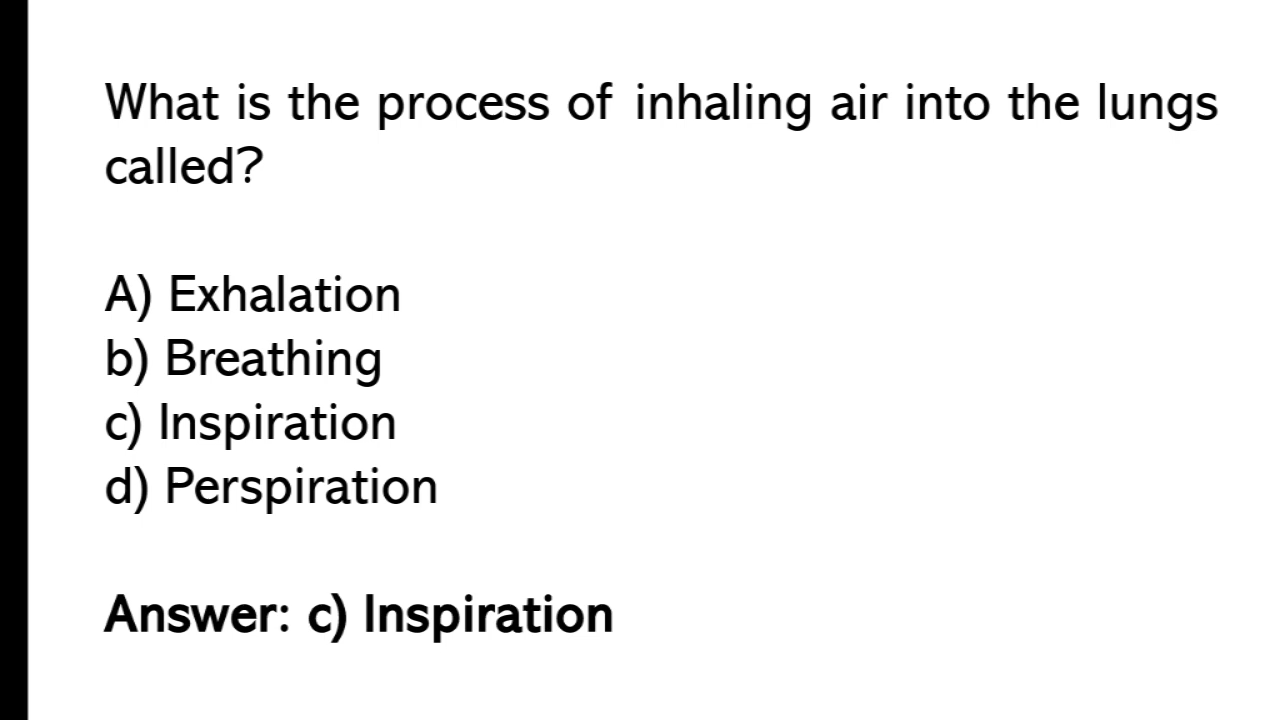 What is the process of inhaling air into the lungs
called?
A) Exhalation
b) Breathing
c) Inspiration
d) Perspiration
Answer: c) Inspiration